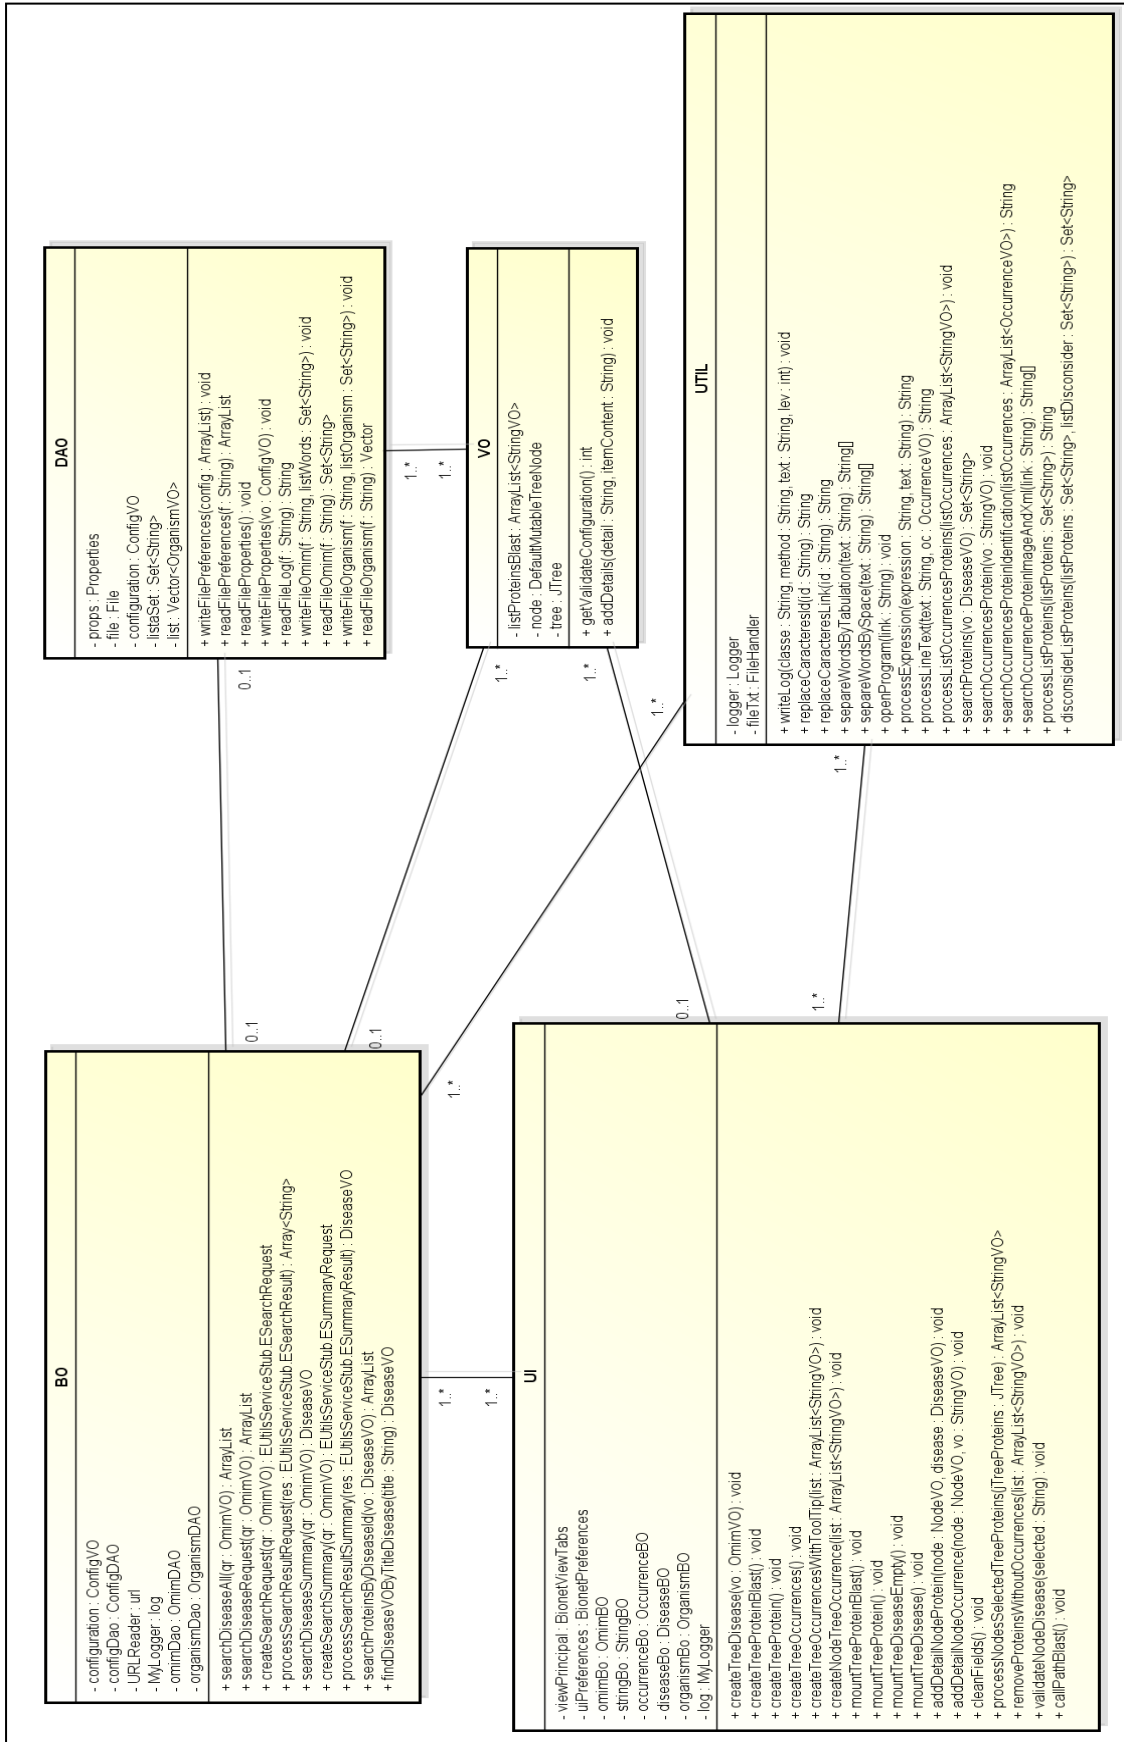 BO
- configuration : ConfigVO
- configDao : ConfigDAO
- URLReader : url
- MyLogger : log
- omimDao : OmimDAO
- organismDao : OrganismDAO
+ searchDiseaseAll(qr : OmimVO) : ArrayList
+ searchDiseaseRequest(qr : OmimVO) : ArrayList
+ createSearchRequest(qr : OmimVO) : EUtilsServiceStub.ESearchRequest
+ processSearchResultRequest(res : EUtilsServiceStub.ESearchResult) : Array<String>
+ searchDiseaseSummary(qr : OmimVO) : DiseaseVO
+ createSearchSummary(qr : OmimVO) : EUtilsServiceStub.ESummaryRequest
+ processSearchResultSummary(res : EUtilsServiceStub.ESummaryResult) : DiseaseVO
+ searchProteinsByDiseaseId(vo : DiseaseVO) : ArrayList
+ findDiseaseVOByTitleDisease(title : String) : DiseaseVO
0..1
0..1
DAO
- props : Properties
- file : File
- configuration : ConfigVO
- listaSet : Set<String>
- list : Vector<OrganismVO>
+ writeFilePreferences(config : ArrayList) : void
+ readFilePreferences(f : String) : ArrayList
+ readFileProperties() : void
+ writeFileProperties(vo : ConfigVO) : void
+ readFileLog(f : String) : String
+ writeFileOmim(f : String, listWords : Set<String>) : void
+ readFileOmim(f : String) : Set<String>
+ writeFileOrganism(f : String, listOrganism : Set<String>) : void
+ readFileOrganism(f : String) : Vector
0..1
1..*
1..*
1..*
1..*
1..*
1..*
VO
- listProteinsBlast : ArrayList<StringVO>
- node : DefaultMutableTreeNode
- tree : JTree
+ getValidateConfiguration() : int
+ addDetails(detail : String, itemContent : String) : void
1..*
1..*
1..*
0..1
UI
- viewPrincipal : BionetViewTabs
- uiPreferences : BionetPreferences
- omimBo : OmimBO
- stringBo : StringBO
- occurrenceBo : OccurrenceBO
- diseaseBo : DiseaseBO
- organismBo : OrganismBO
- log : MyLogger
+ createTreeDisease(vo : OmimVO) : void
+ createTreeProteinBlast() : void
+ createTreeProtein() : void
+ createTreeOccurrences() : void
+ createTreeOccurrencesWithToolTip(list : ArrayList<StringVO>) : void
+ createNodeTreeOccurrence(list : ArrayList<StringVO>) : void
+ mountTreeProteinBlast() : void
+ mountTreeProtein() : void
+ mountTreeDiseaseEmpty() : void
+ mountTreeDisease() : void
+ addDetailNodeProtein(node : NodeVO, disease : DiseaseVO) : void
+ addDetailNodeOccurrence(node : NodeVO, vo : StringVO) : void
+ cleanFields() : void
+ processNodesSelectedTreeProteins(jTreeProteins : JTree) : ArrayList<StringVO>
+ removeProteinsWithoutOccurrences(list : ArrayList<StringVO>) : void
+ validateNodeDisease(selected : String) : void
+ callPathBlast() : void
1..*
1..*
UTIL
- logger : Logger
- fileTxt : FileHandler
+ writeLog(classe : String, method : String, text : String, lev : int) : void
+ replaceCaracteresId(id : String) : String
+ replaceCaracteresLink(id : String) : String
+ separeWordsByTabulation(text : String) : String[]
+ separeWordsBySpace(text : String) : String[]
+ openProgram(link : String) : void
+ processExpression(expression : String, text : String) : String
+ processLineText(text : String, oc : OccurrenceVO) : String
+ processListOccurrencesProteins(listOccurrences : ArrayList<StringVO>) : void
+ searchProteins(vo : DiseaseVO) : Set<String>
+ searchOccurrencesProtein(vo : StringVO) : void
+ searchOccurrencesProteinIdentification(listOccurrences : ArrayList<OccurrenceVO>) : String
+ searchOccurrenceProteinImageAndXml(link : String) : String[]
+ processListProteins(listProteins : Set<String>) : String
+ disconsiderListProteins(listProteins : Set<String>, listDisconsider : Set<String>) : Set<String>